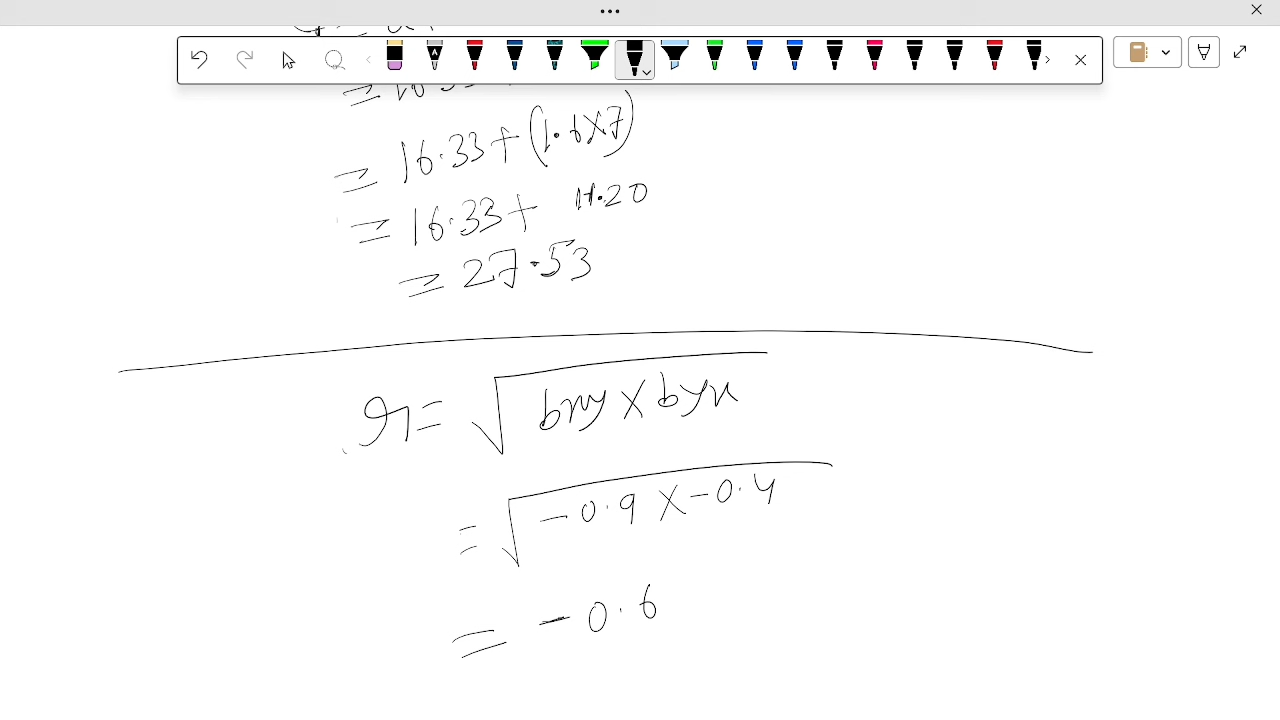 = 16.33 + (1.6 X 7)
= 16.33 + 11.20
= 27.53
r = √bxy X byx
= √-0.9 X -0.4
= -0.6